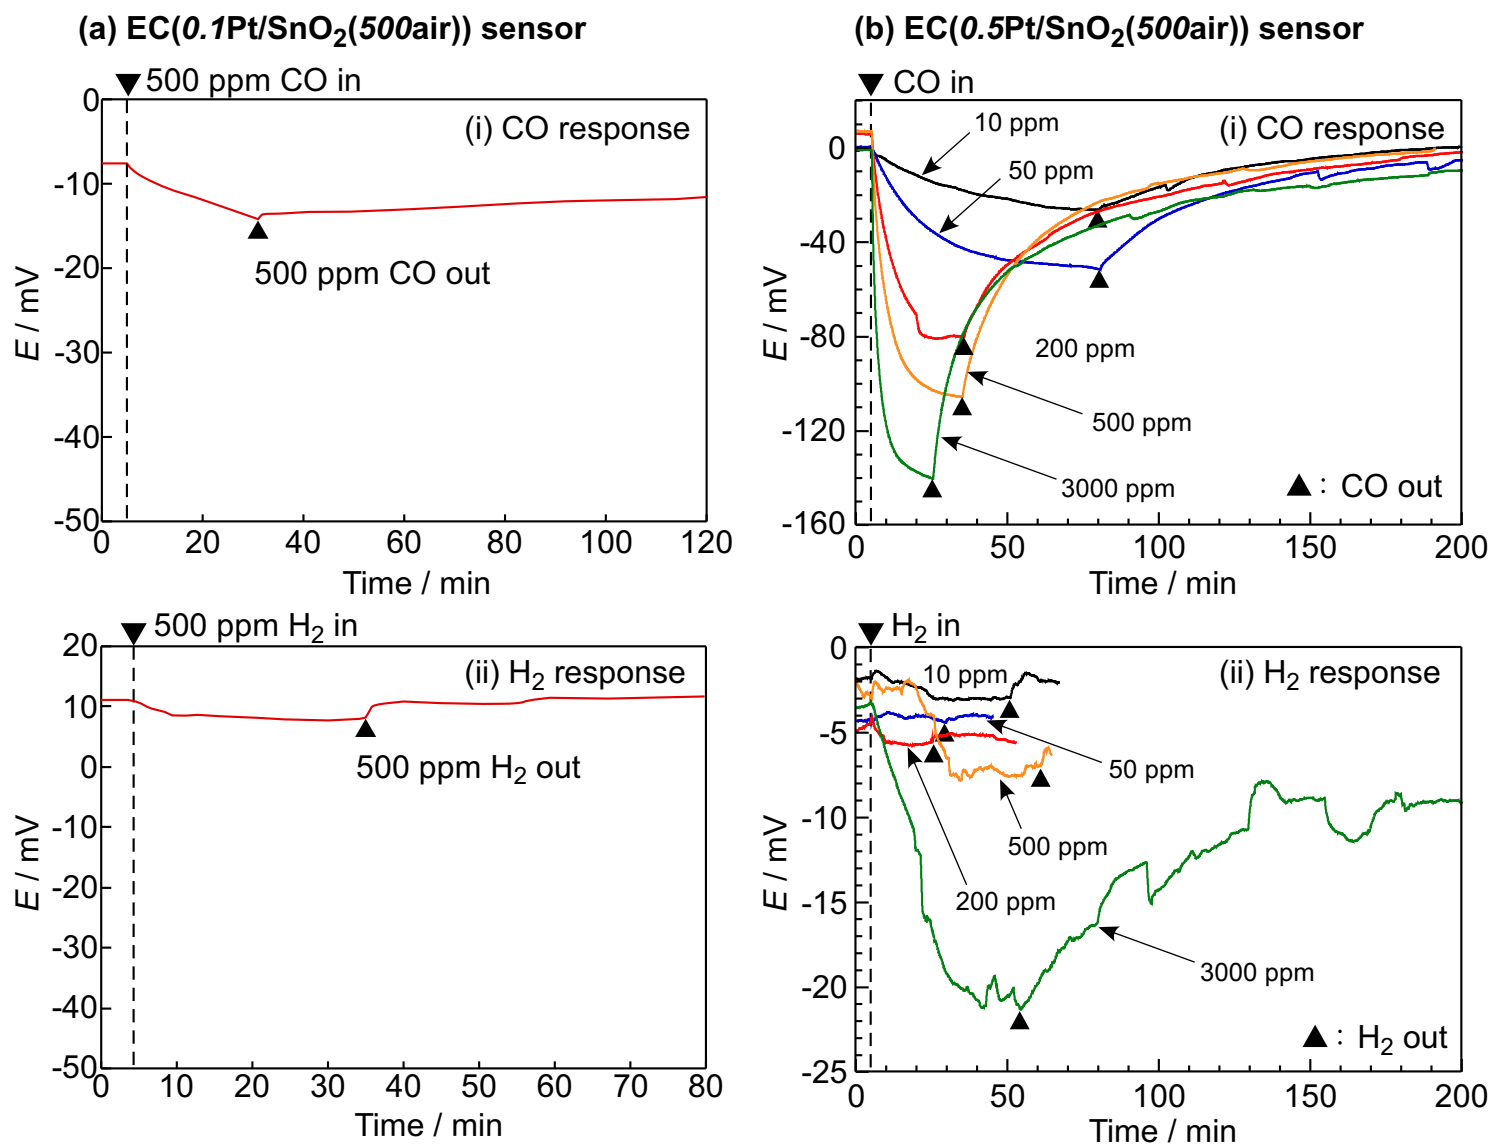 (a) EC(0.1Pt/SnO₂(500air)) sensor
500 ppm CO in
(i) CO response
500 ppm CO out
E / mV
0
-10
-20
-30
-40
-50
0 20 40 60 80 100 120
Time / min
500 ppm H₂ in
(ii) H₂ response
500 ppm H₂ out
E / mV
20
10
0
-10
-20
-30
-40
-50
0 10 20 30 40 50 60 70 80
Time / min
(b) EC(0.5Pt/SnO₂(500air)) sensor
CO in
(i) CO response
10 ppm
50 ppm
200 ppm
500 ppm
3000 ppm
▲: CO out
E / mV
0
-40
-80
-120
-160
0 50 100 150 200
Time / min
H₂ in
(ii) H₂ response
10 ppm
50 ppm
500 ppm
200 ppm
3000 ppm
▲: H₂ out
E / mV
0
-5
-10
-15
-20
-25
0 50 100 150 200
Time / min